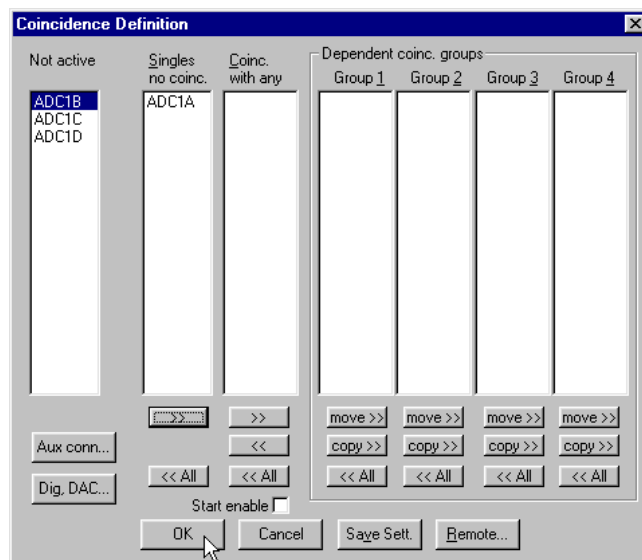 Coincidence Definition
Not active
Singles
no coinc.
Coinc.
with any
Dependent coinc. groups
Group 1
Group 2
Group 3
Group 4
ADC1B
ADC1C
ADC1D
ADC1A
>>
>>
move >>
move >>
move >>
move >>
Aux conn...
<<
copy >>
copy >>
copy >>
copy >>
<< All
<< All
<< All
<< All
<< All
<< All
Dig, DAC...
Start enable
OK
Cancel
Save Sett.
Remote...